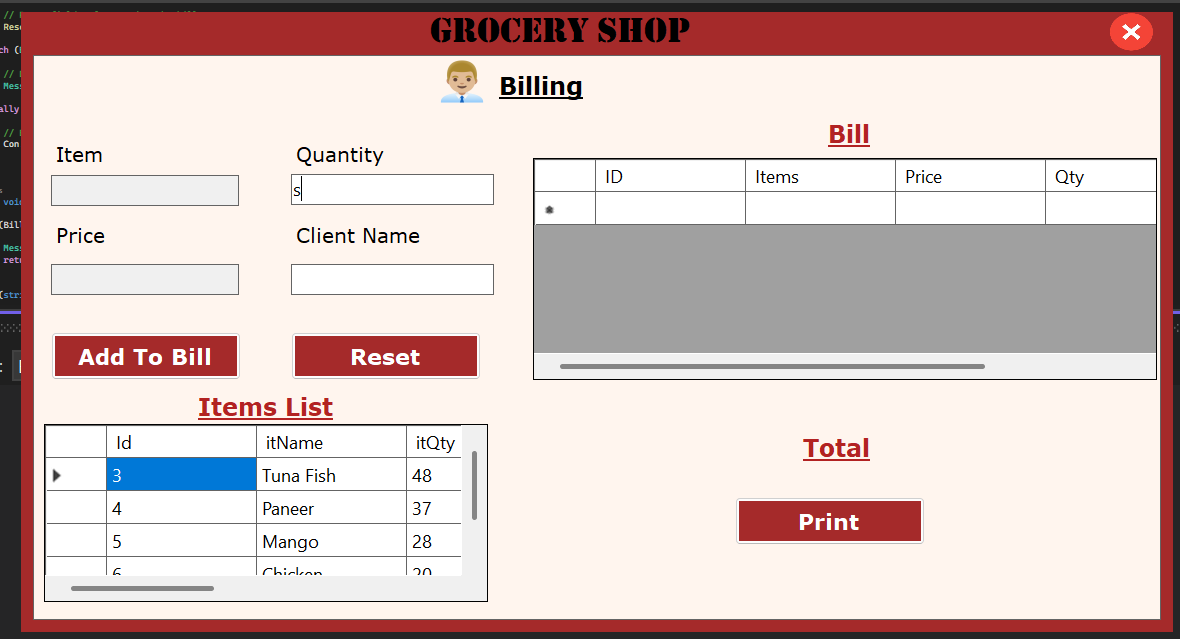 GROCERY SHOP
Billing
Bill
Item
Quantity
s
ID Items Price Qty
Price
Client Name
Add To Bill
Reset
Items List
Id itName itQty
3 Tuna Fish 48
4 Paneer 37
5 Mango 28
6 Chicken 20
Total
Print